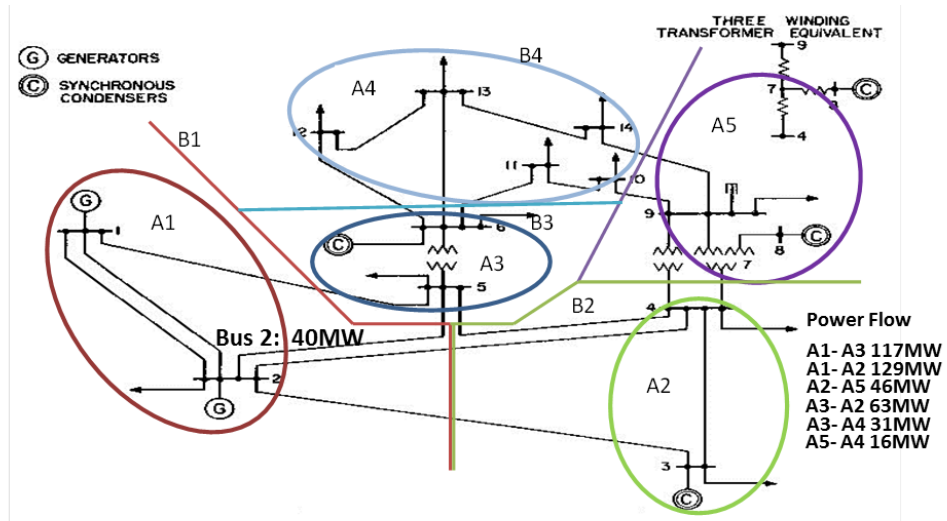 THREE WINDING
TRANSFORMER EQUIVALENT
9
7
8
C
4
G GENERATORS
C SYNCHRONOUS
CONDENSERS
B4
A4
13
12
14
B1
A5
11
10
G
A1
1
9
B3
6
C
A3
7
8
C
5
B2
4
Bus 2: 40MW
2
G
A2
3
C
Power Flow
A1- A3 117MW
A1- A2 129MW
A2- A5 46MW
A3- A2 63MW
A3- A4 31MW
A5- A4 16MW